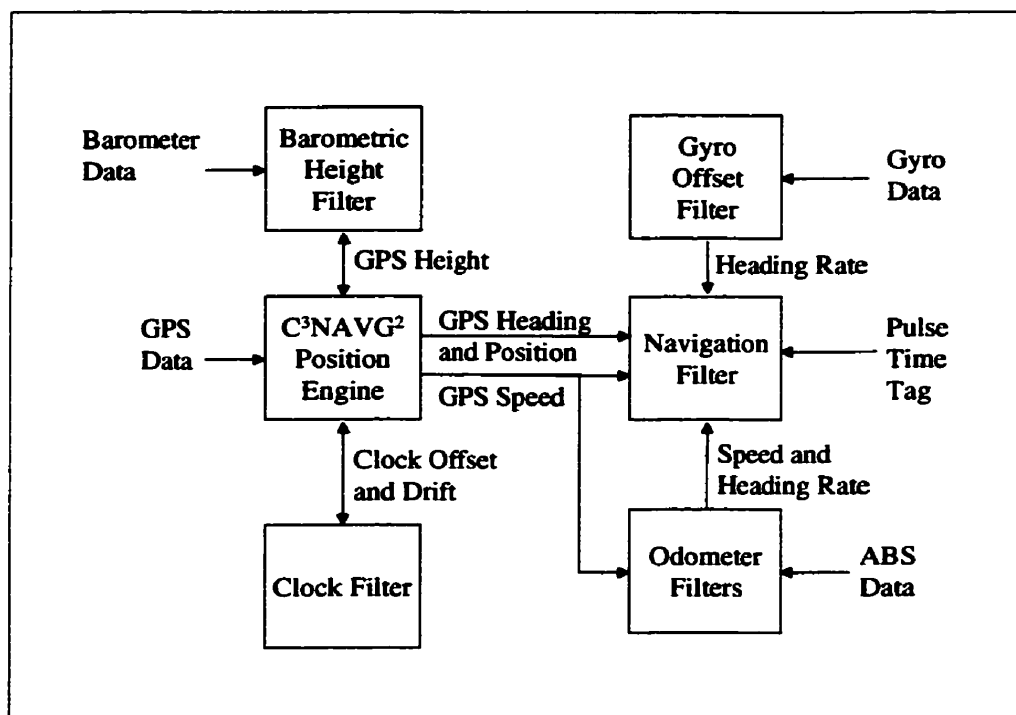 Barometer
Data
Barometric
Height
Filter
Gyro
Offset
Filter
Gyro
Data
GPS Height
Heading Rate
GPS
Data
C³NAVG²
Position
Engine
GPS Heading
and Position
GPS Speed
Navigation
Filter
Pulse
Time
Tag
Clock Offset
and Drift
Speed and
Heading Rate
Clock Filter
Odometer
Filters
ABS
Data